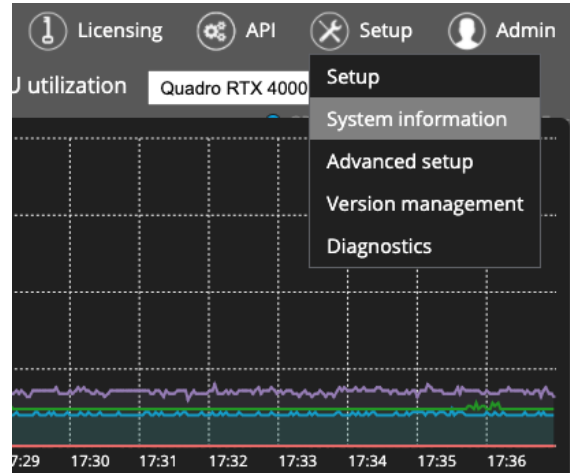 Licensing API Setup Admin
U utilization Quadro RTX 4000
Setup
System information
Advanced setup
Version management
Diagnostics
7:29 17:30 17:31 17:32 17:33 17:34 17:35 17:36